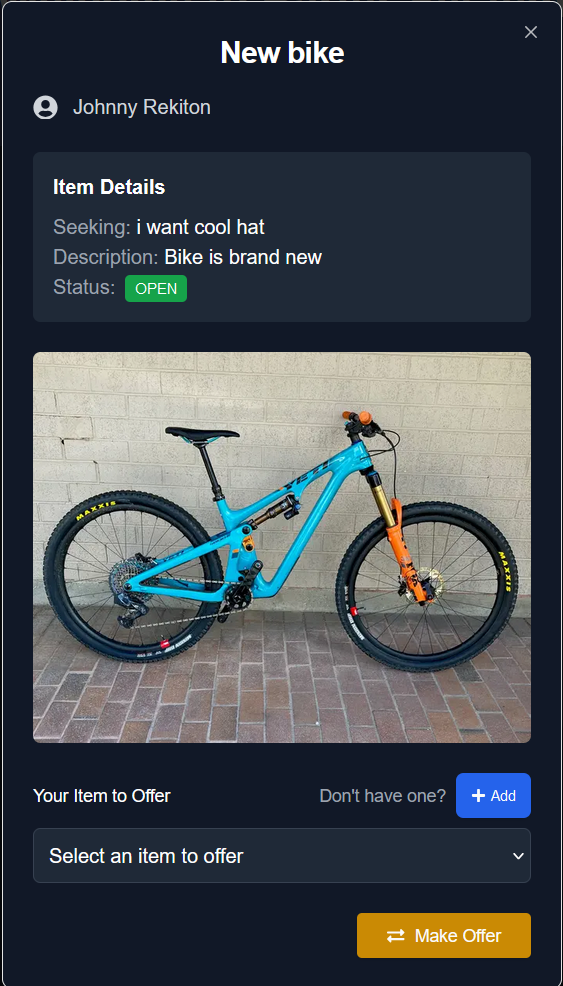 New bike
Johnny Rekiton
Item Details
Seeking: i want cool hat
Description: Bike is brand new
Status: OPEN
YETI
MAXXIS
MAXXIS
Your Item to Offer
Don't have one?
Add
Select an item to offer
Make Offer